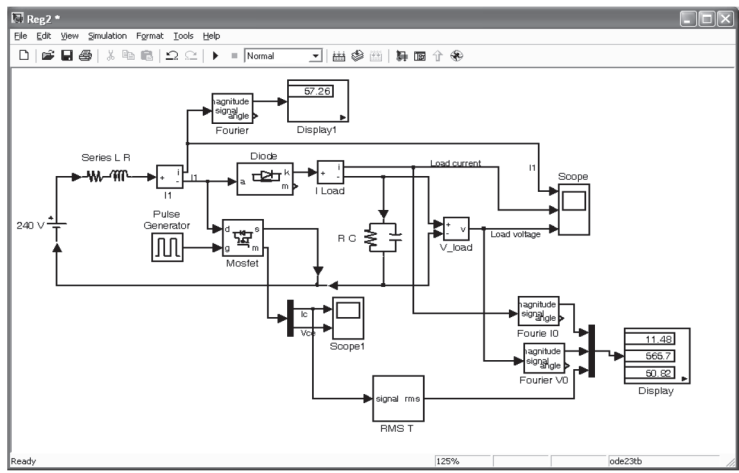 Reg2 *
File Edit View Simulation Format Tools Help
Normal
magnitude
signal
angle
Fourier
57.26
Display1
Series L R
+ i
-
I1
I1
Diode
a k
m
+ i
-
I Load
Load current
I1
Scope
240 V
+
Pulse
Generator
d s
g m
Mosfet
R C
+
- v
V_load
Load voltage
Ic
Vce
Scope1
magnitude
signal
angle
Fourie I0
magnitude
signal
angle
Fourier V0
11.48
565.7
50.82
Display
signal rms
RMS T
Ready 125% ode23tb